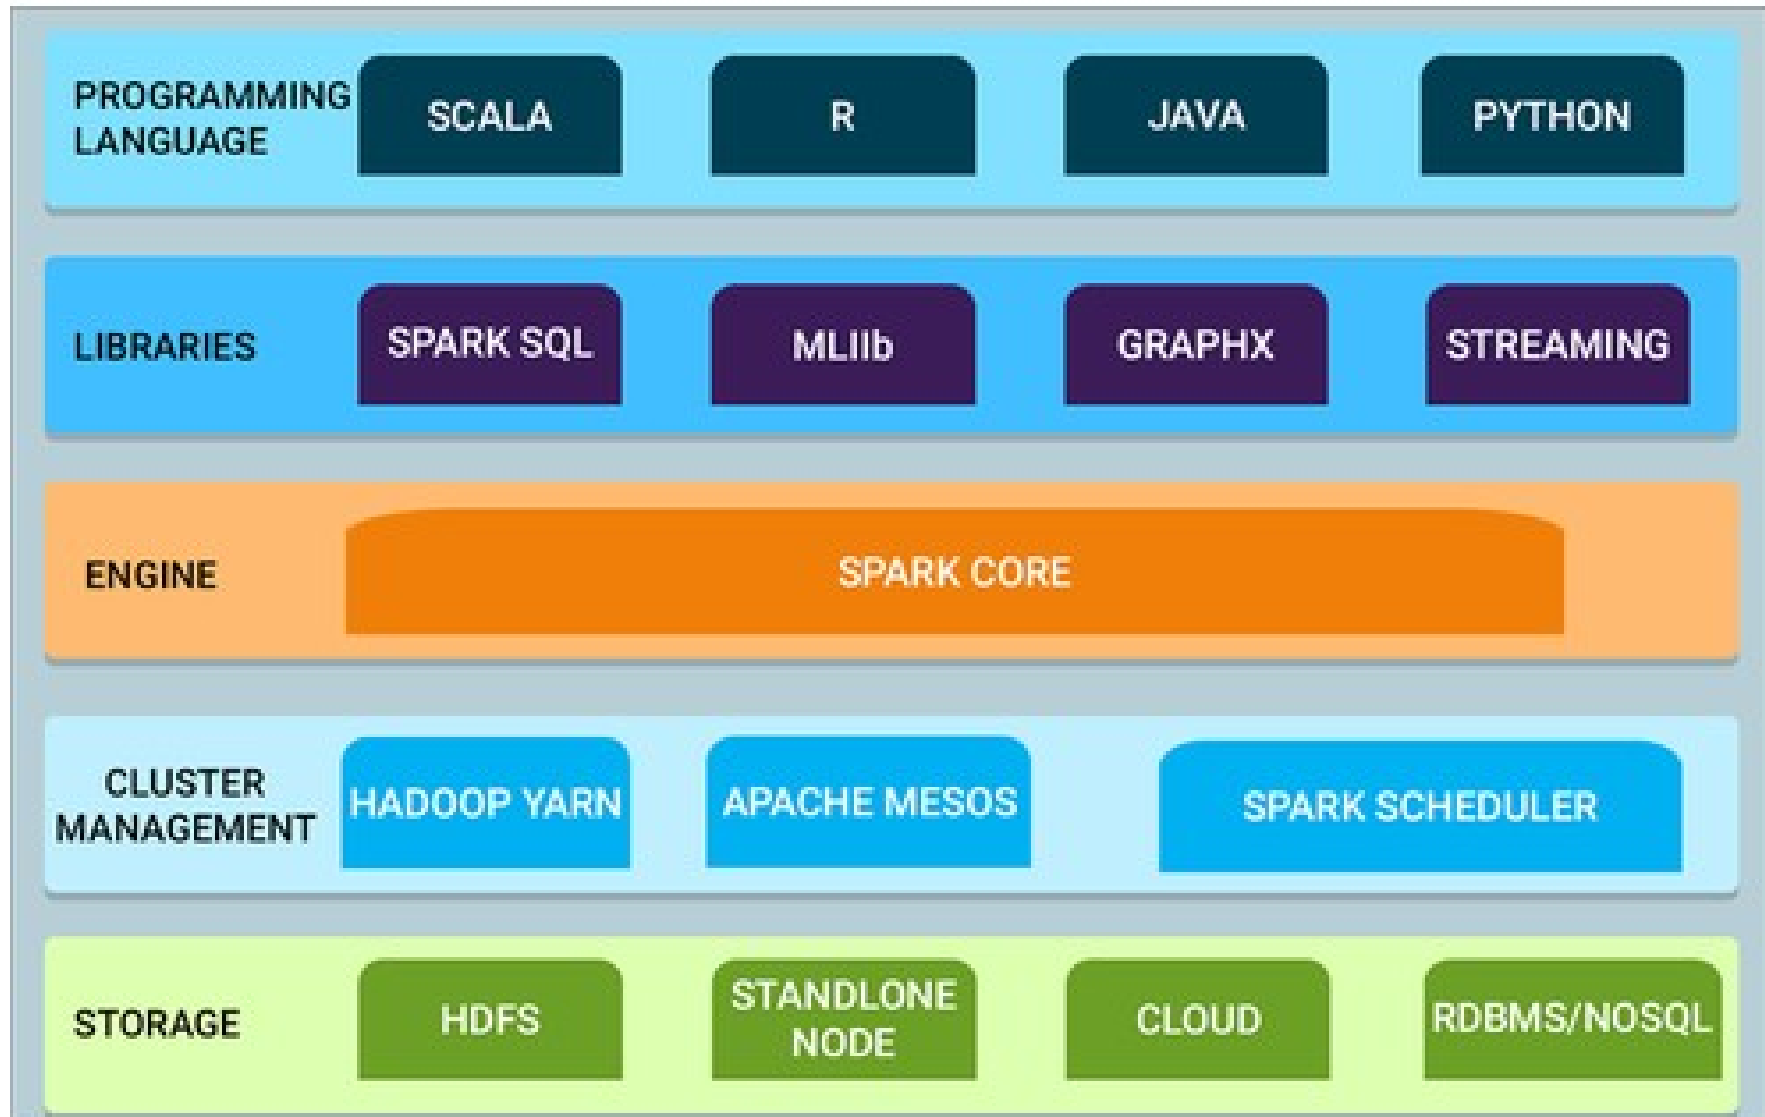 PROGRAMMING
LANGUAGE
SCALA
R
JAVA
PYTHON
LIBRARIES
SPARK SQL
MLIIb
GRAPHX
STREAMING
ENGINE
SPARK CORE
CLUSTER
MANAGEMENT
HADOOP YARN
APACHE MESOS
SPARK SCHEDULER
STORAGE
HDFS
STANDLONE
NODE
CLOUD
RDBMS/NOSQL